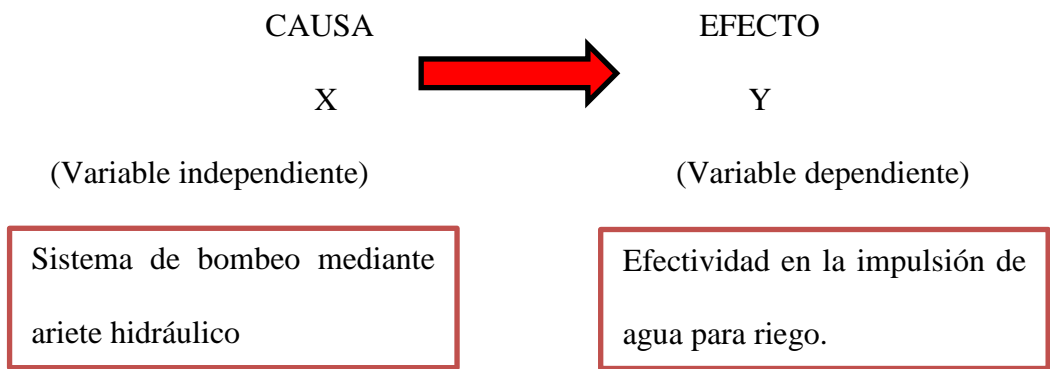 CAUSA EFECTO
X Y
(Variable independiente) (Variable dependiente)
Sistema de bombeo mediante
ariete hidráulico
Efectividad en la impulsión de
agua para riego.